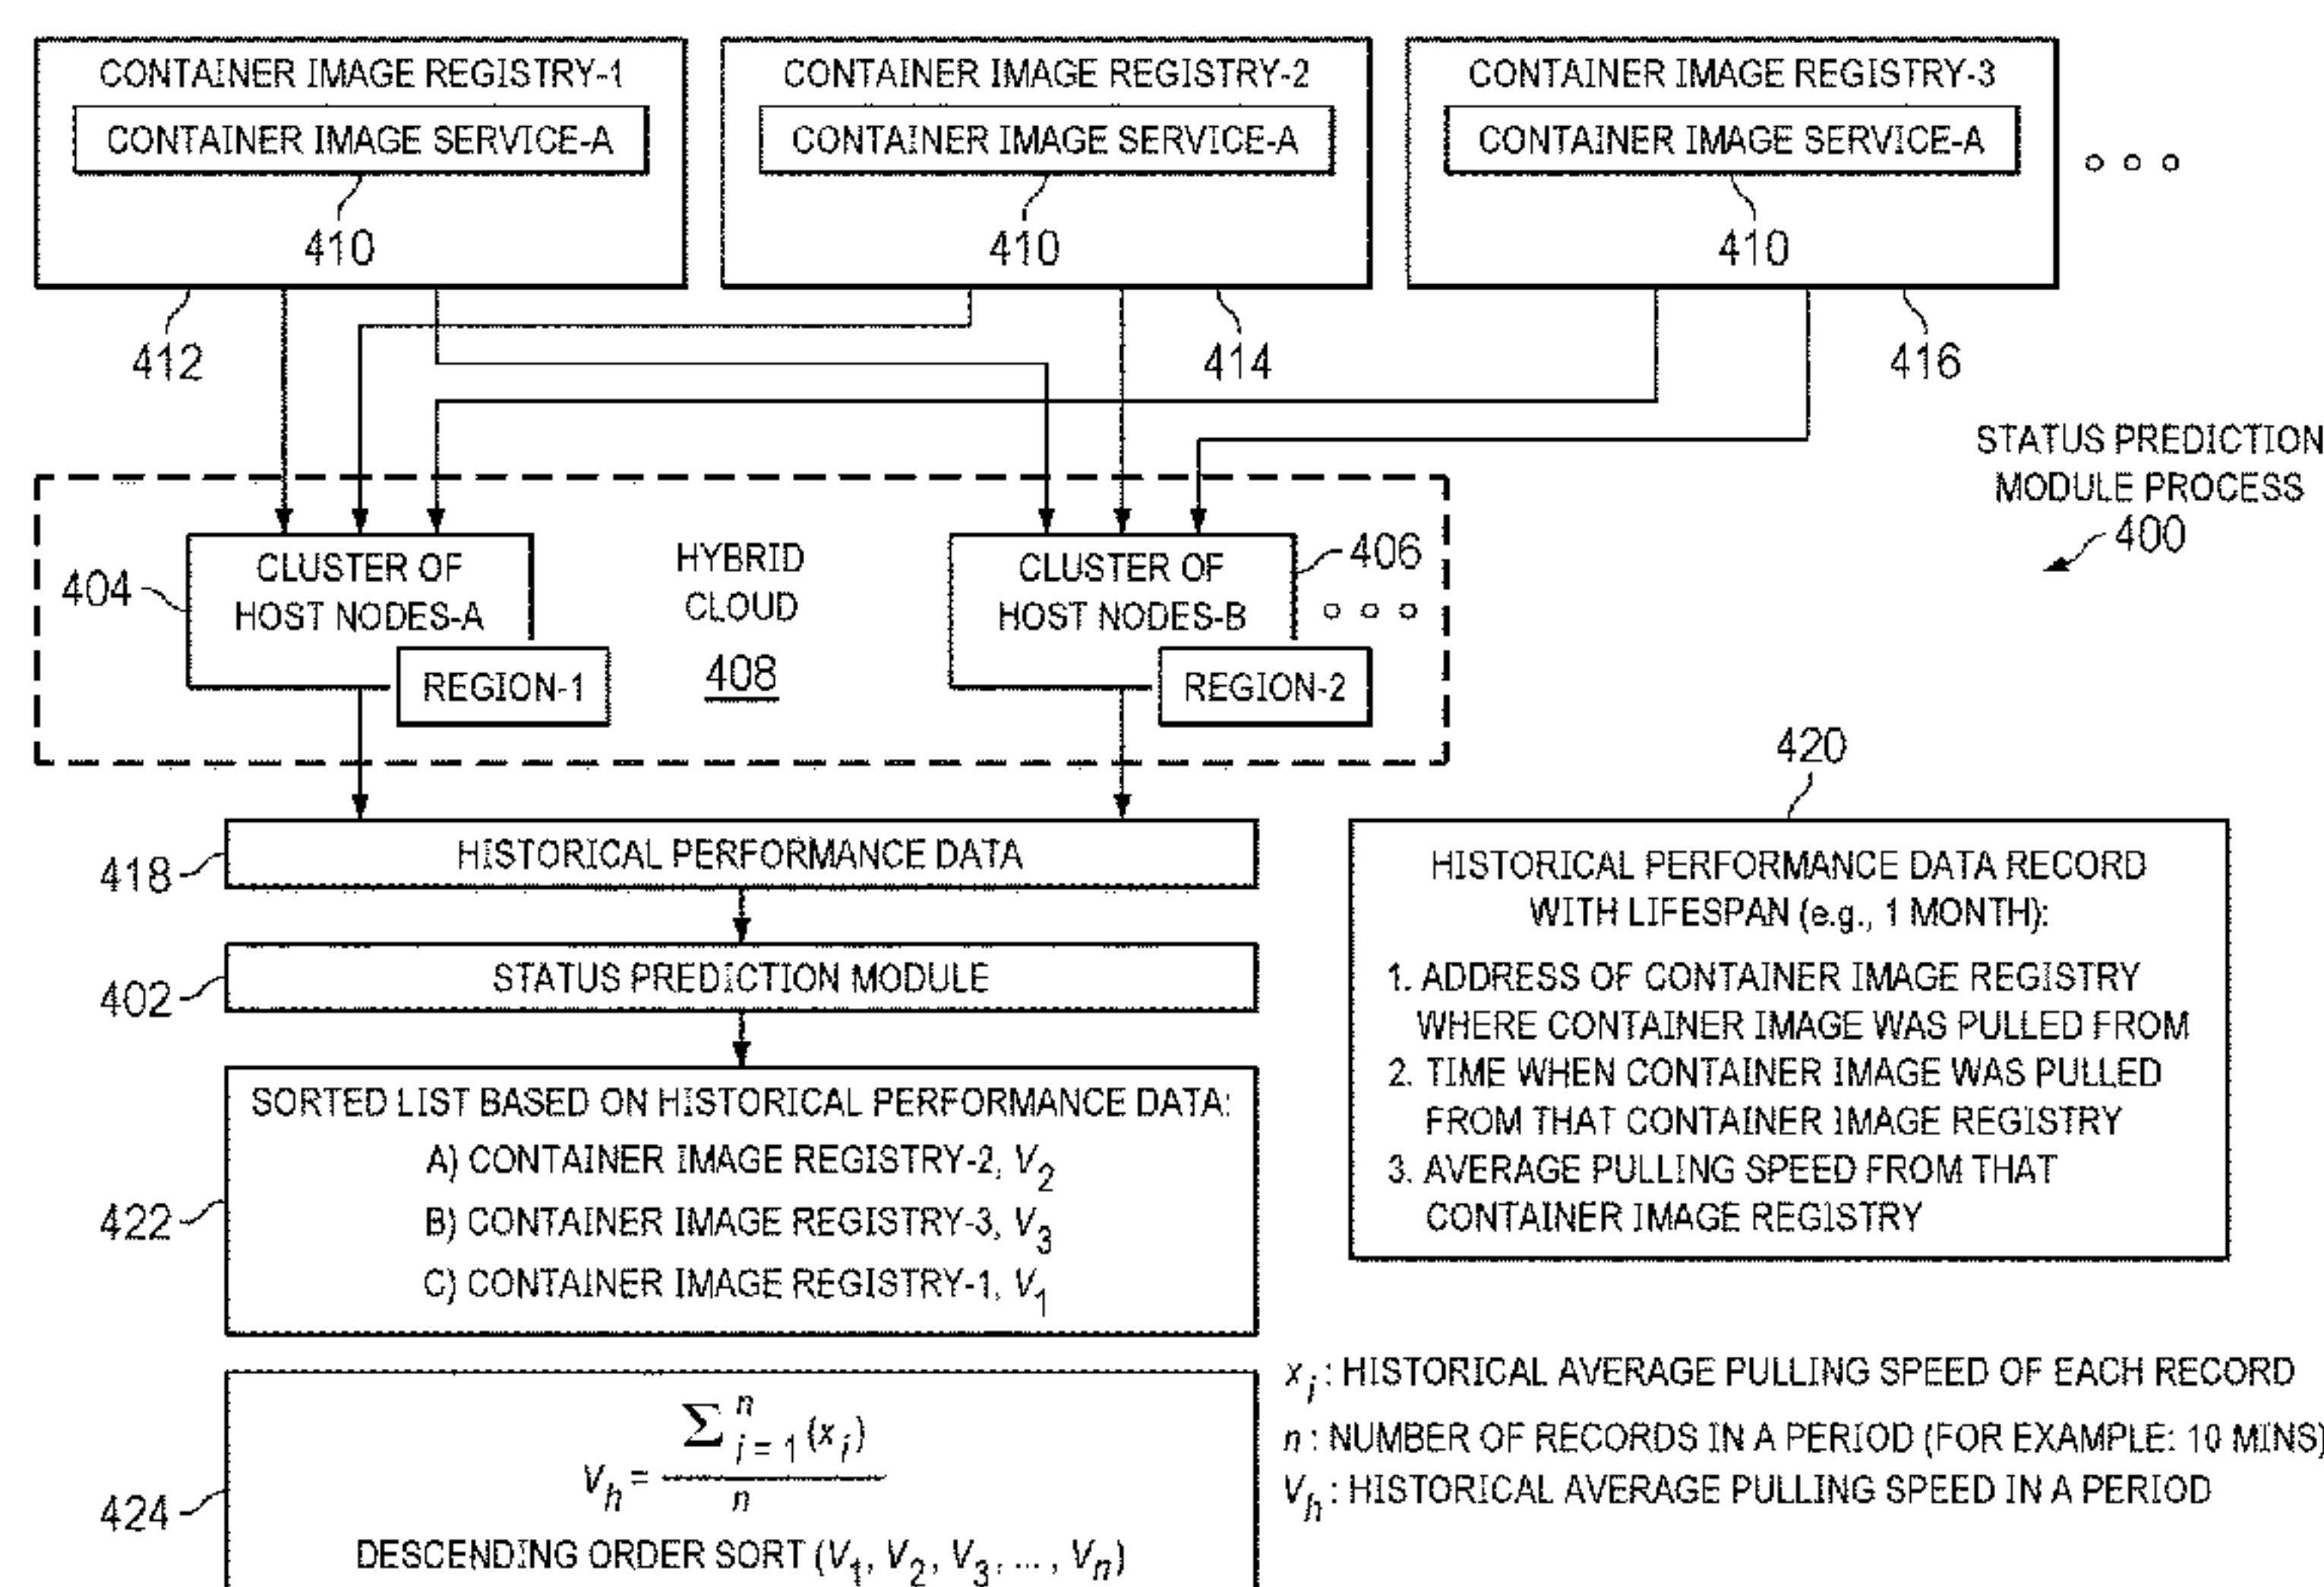 CONTAINER IMAGE REGISTRY-1
CONTAINER IMAGE SERVICE-A
410
412
CONTAINER IMAGE REGISTRY-2
CONTAINER IMAGE SERVICE-A
410
414
CONTAINER IMAGE REGISTRY-3
CONTAINER IMAGE SERVICE-A
410
416
STATUS PREDICTION
MODULE PROCESS
400
404
CLUSTER OF
HOST NODES-A
REGION-1
HYBRID
CLOUD
408
CLUSTER OF
HOST NODES-B
REGION-2
406
418
HISTORICAL PERFORMANCE DATA
402
STATUS PREDICTION MODULE
422
SORTED LIST BASED ON HISTORICAL PERFORMANCE DATA:
A) CONTAINER IMAGE REGISTRY-2, V2
B) CONTAINER IMAGE REGISTRY-3, V3
C) CONTAINER IMAGE REGISTRY-1, V1
420
HISTORICAL PERFORMANCE DATA RECORD
WITH LIFESPAN (e.g., 1 MONTH):
1. ADDRESS OF CONTAINER IMAGE REGISTRY
WHERE CONTAINER IMAGE WAS PULLED FROM
2. TIME WHEN CONTAINER IMAGE WAS PULLED
FROM THAT CONTAINER IMAGE REGISTRY
3. AVERAGE PULLING SPEED FROM THAT
CONTAINER IMAGE REGISTRY
424
Vh = ∑ n i = 1 (xi) / n
DESCENDING ORDER SORT (V1, V2, V3, ... , Vn)
xi : HISTORICAL AVERAGE PULLING SPEED OF EACH RECORD
n : NUMBER OF RECORDS IN A PERIOD (FOR EXAMPLE: 10 MINS)
Vh : HISTORICAL AVERAGE PULLING SPEED IN A PERIOD